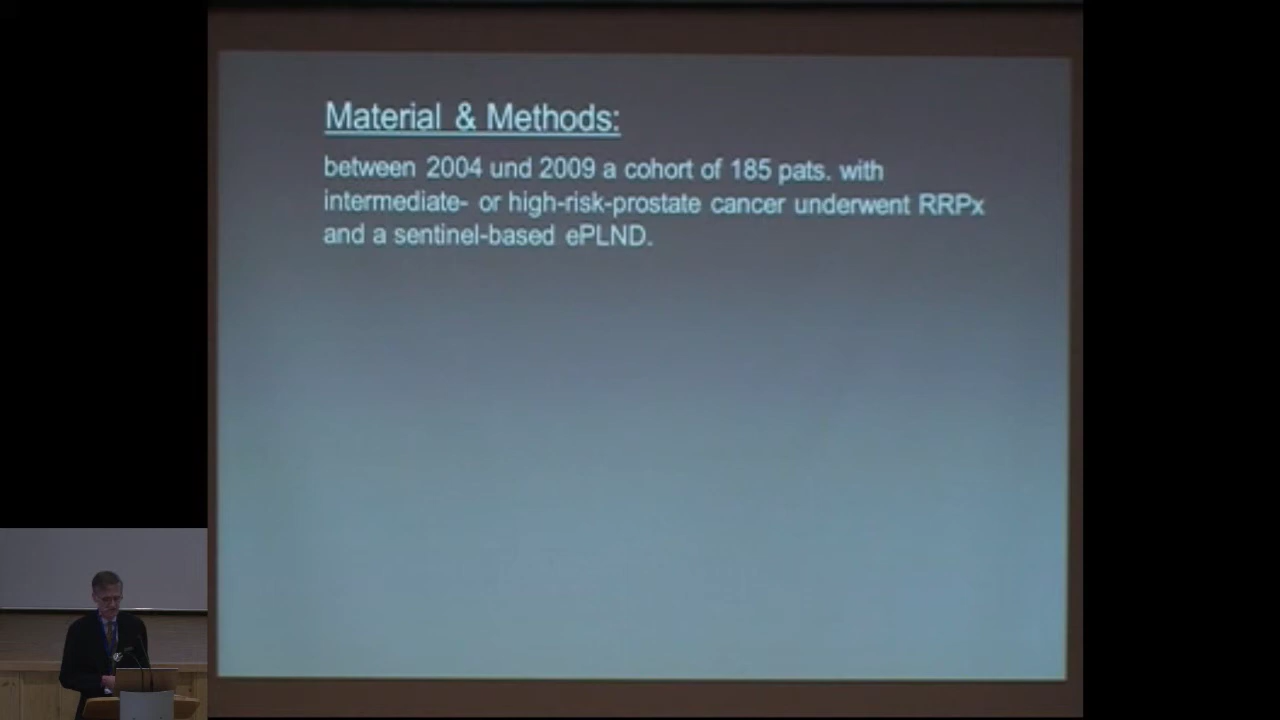 Material & Methods:
between 2004 und 2009 a cohort of 185 pats. with
intermediate- or high-risk-prostate cancer underwent RRPx
and a sentinel-based ePLND.